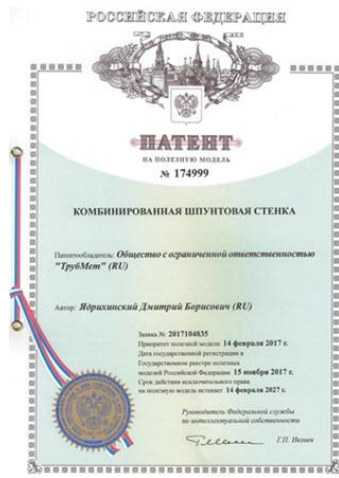 РОССИЙСКАЯ ФЕДЕРАЦИЯ
ПАТЕНТ
НА ПОЛЕЗНУЮ МОДЕЛЬ
№ 174999
КОМБИНИРОВАННАЯ ШПУНТОВАЯ СТЕНКА
Патентообладатель: Общество с ограниченной ответственностью
"ТрубМет" (RU)
Автор: Ядрихинский Дмитрий Борисович (RU)
Заявка № 2017104835
Приоритет полезной модели 14 февраля 2017 г.
Дата государственной регистрации в
Государственном реестре полезных
моделей Российской Федерации 15 ноября 2017 г.
Срок действия исключительного права
на полезную модель истекает 14 февраля 2027 г.
Руководитель Федеральной службы
по интеллектуальной собственности
Г.П. Ивлиев